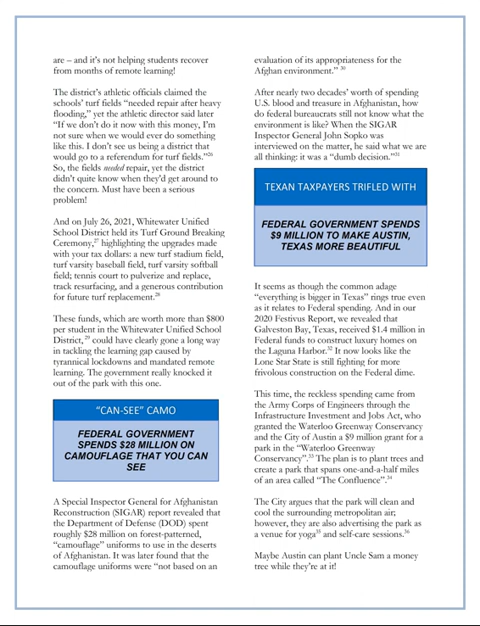 are – and it's not helping students recover
from months of remote learning!
The district's athletic officials claimed the
schools' turf fields "needed repair after heavy
flooding," yet the athletic director said later
"If we don't do it now with this money, I'm
not sure when we would ever do something
like this. I don't see us being a district that
would go to a referendum for turf fields."26
So, the fields needed repair, yet the district
didn't quite know when they'd get around to
the concern. Must have been a serious
problem!
And on July 26, 2021, Whitewater Unified
School District held its Turf Ground Breaking
Ceremony,27 highlighting the upgrades made
with your tax dollars: a new turf stadium field,
turf varsity baseball field, turf varsity softball
field; tennis court to pulverize and replace,
track resurfacing, and a generous contribution
for future turf replacement.28
These funds, which are worth more than $800
per student in the Whitewater Unified School
District, 29 could have clearly gone a long way
in tackling the learning gap caused by
tyrannical lockdowns and mandated remote
learning. The government really knocked it
out of the park with this one.
"CAN-SEE" CAMO
FEDERAL GOVERNMENT
SPENDS $28 MILLION ON
CAMOUFLAGE THAT YOU CAN
SEE
A Special Inspector General for Afghanistan
Reconstruction (SIGAR) report revealed that
the Department of Defense (DOD) spent
roughly $28 million on forest-patterned,
"camouflage" uniforms to use in the deserts
of Afghanistan. It was later found that the
camouflage uniforms were "not based on an
evaluation of its appropriateness for the
Afghan environment." 30
After nearly two decades' worth of spending
U.S. blood and treasure in Afghanistan, how
do federal bureaucrats still not know what the
environment is like? When the SIGAR
Inspector General John Sopko was
interviewed on the matter, he said what we are
all thinking: it was a "dumb decision."31
TEXAN TAXPAYERS TRIFLED WITH
FEDERAL GOVERNMENT SPENDS
$9 MILLION TO MAKE AUSTIN,
TEXAS MORE BEAUTIFUL
It seems as though the common adage
"everything is bigger in Texas" rings true even
as it relates to Federal spending. And in our
2020 Festivus Report, we revealed that
Galveston Bay, Texas, received $1.4 million in
Federal funds to construct luxury homes on
the Laguna Harbor.32 It now looks like the
Lone Star State is still fighting for more
frivolous construction on the Federal dime.
This time, the reckless spending came from
the Army Corps of Engineers through the
Infrastructure Investment and Jobs Act, who
granted the Waterloo Greenway Conservancy
and the City of Austin a $9 million grant for a
park in the "Waterloo Greenway
Conservancy".33 The plan is to plant trees and
create a park that spans one-and-a-half miles
of an area called "The Confluence".34
The City argues that the park will clean and
cool the surrounding metropolitan air;
however, they are also advertising the park as
a venue for yoga35 and self-care sessions.36
Maybe Austin can plant Uncle Sam a money
tree while they're at it!